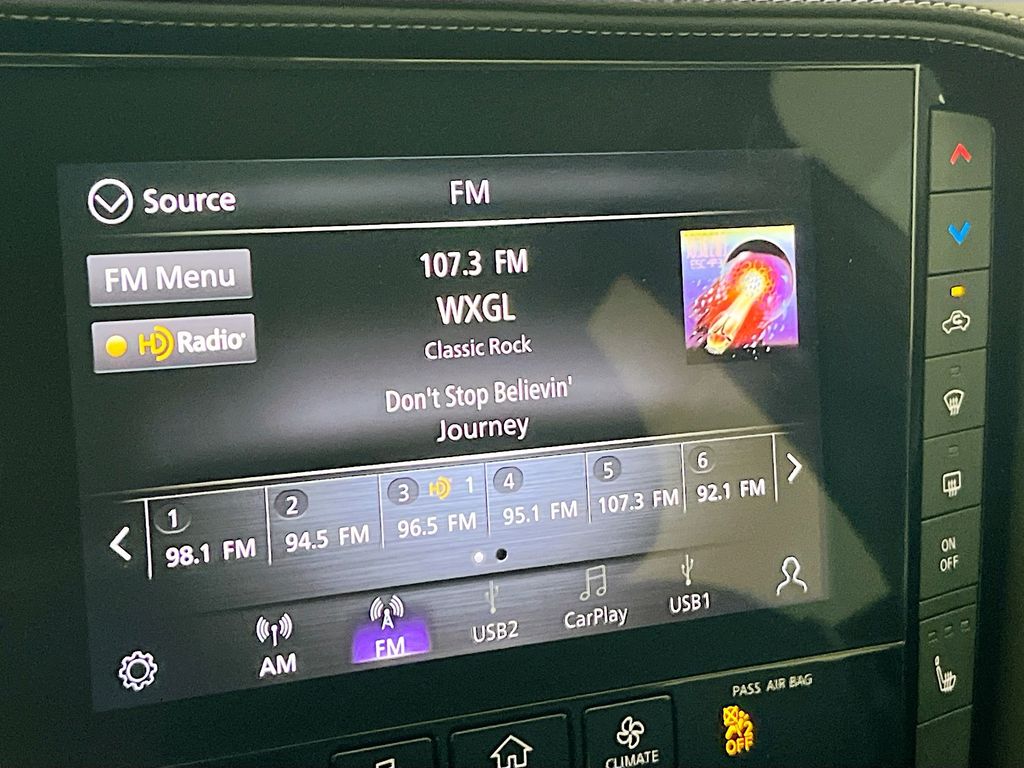 Source
FM
FM Menu
HD Radio®
107.3 FM
WXGL
Classic Rock
Don't Stop Believin'
Journey
ESC4P3
1
98.1 FM
2
94.5 FM
3 HD 1
96.5 FM
4
95.1 FM
5
107.3 FM
6
92.1 FM
AM
FM
USB2
CarPlay
USB1
ON
OFF
PASS AIR BAG
2
OFF
CLIMATE